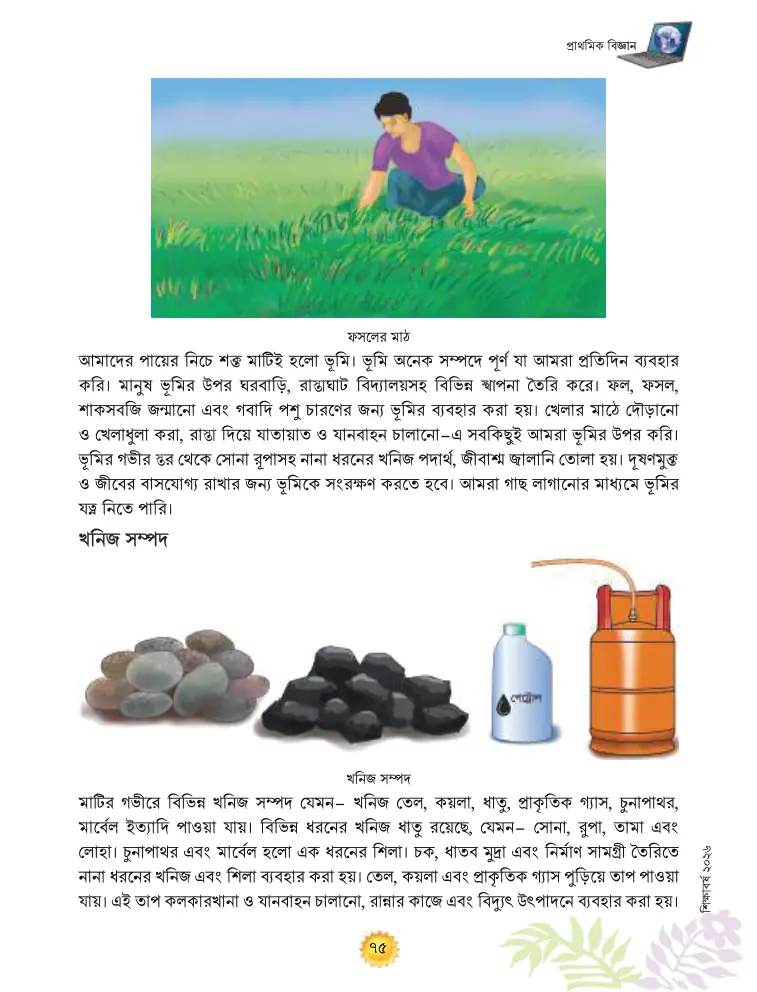 প্রাথমিক বিজ্ঞান
ফসলের মাঠ
আমাদের পায়ের নিচে শক্ত মাটিই হলো ভূমি। ভূমি অনেক সম্পদে পূর্ণ যা আমরা প্রতিদিন ব্যবহার
করি। মানুষ ভূমির উপর ঘরবাড়ি, রাস্তাঘাট বিদ্যালয়সহ বিভিন্ন স্থাপনা তৈরি করে। ফল, ফসল,
শাকসবজি জন্মানো এবং গবাদি পশু চারণের জন্য ভূমির ব্যবহার করা হয়। খেলার মাঠে দৌড়ানো
ও খেলাধুলা করা, রাস্তা দিয়ে যাতায়াত ও যানবাহন চালানো–এ সবকিছুই আমরা ভূমির উপর করি।
ভূমির গভীর স্তর থেকে সোনা রূপাসহ নানা ধরনের খনিজ পদার্থ, জীবাশ্ম জ্বালানি তোলা হয়। দূষণমুক্ত
ও জীবের বাসযোগ্য রাখার জন্য ভূমিকে সংরক্ষণ করতে হবে। আমরা গাছ লাগানোর মাধ্যমে ভূমির
যত্ন নিতে পারি।
খনিজ সম্পদ
পেট্রোল
খনিজ সম্পদ
মাটির গভীরে বিভিন্ন খনিজ সম্পদ যেমন– খনিজ তেল, কয়লা, ধাতু, প্রাকৃতিক গ্যাস, চুনাপাথর,
মার্বেল ইত্যাদি পাওয়া যায়। বিভিন্ন ধরনের খনিজ ধাতু রয়েছে, যেমন– সোনা, রুপা, তামা এবং
লোহা। চুনাপাথর এবং মার্বেল হলো এক ধরনের শিলা। চক, ধাতব মুদ্রা এবং নির্মাণ সামগ্রী তৈরিতে
নানা ধরনের খনিজ এবং শিলা ব্যবহার করা হয়। তেল, কয়লা এবং প্রাকৃতিক গ্যাস পুড়িয়ে তাপ পাওয়া
যায়। এই তাপ কলকারখানা ও যানবাহন চালানো, রান্নার কাজে এবং বিদ্যুৎ উৎপাদনে ব্যবহার করা হয়।
শিক্ষাবর্ষ ২০২৬
৭৫